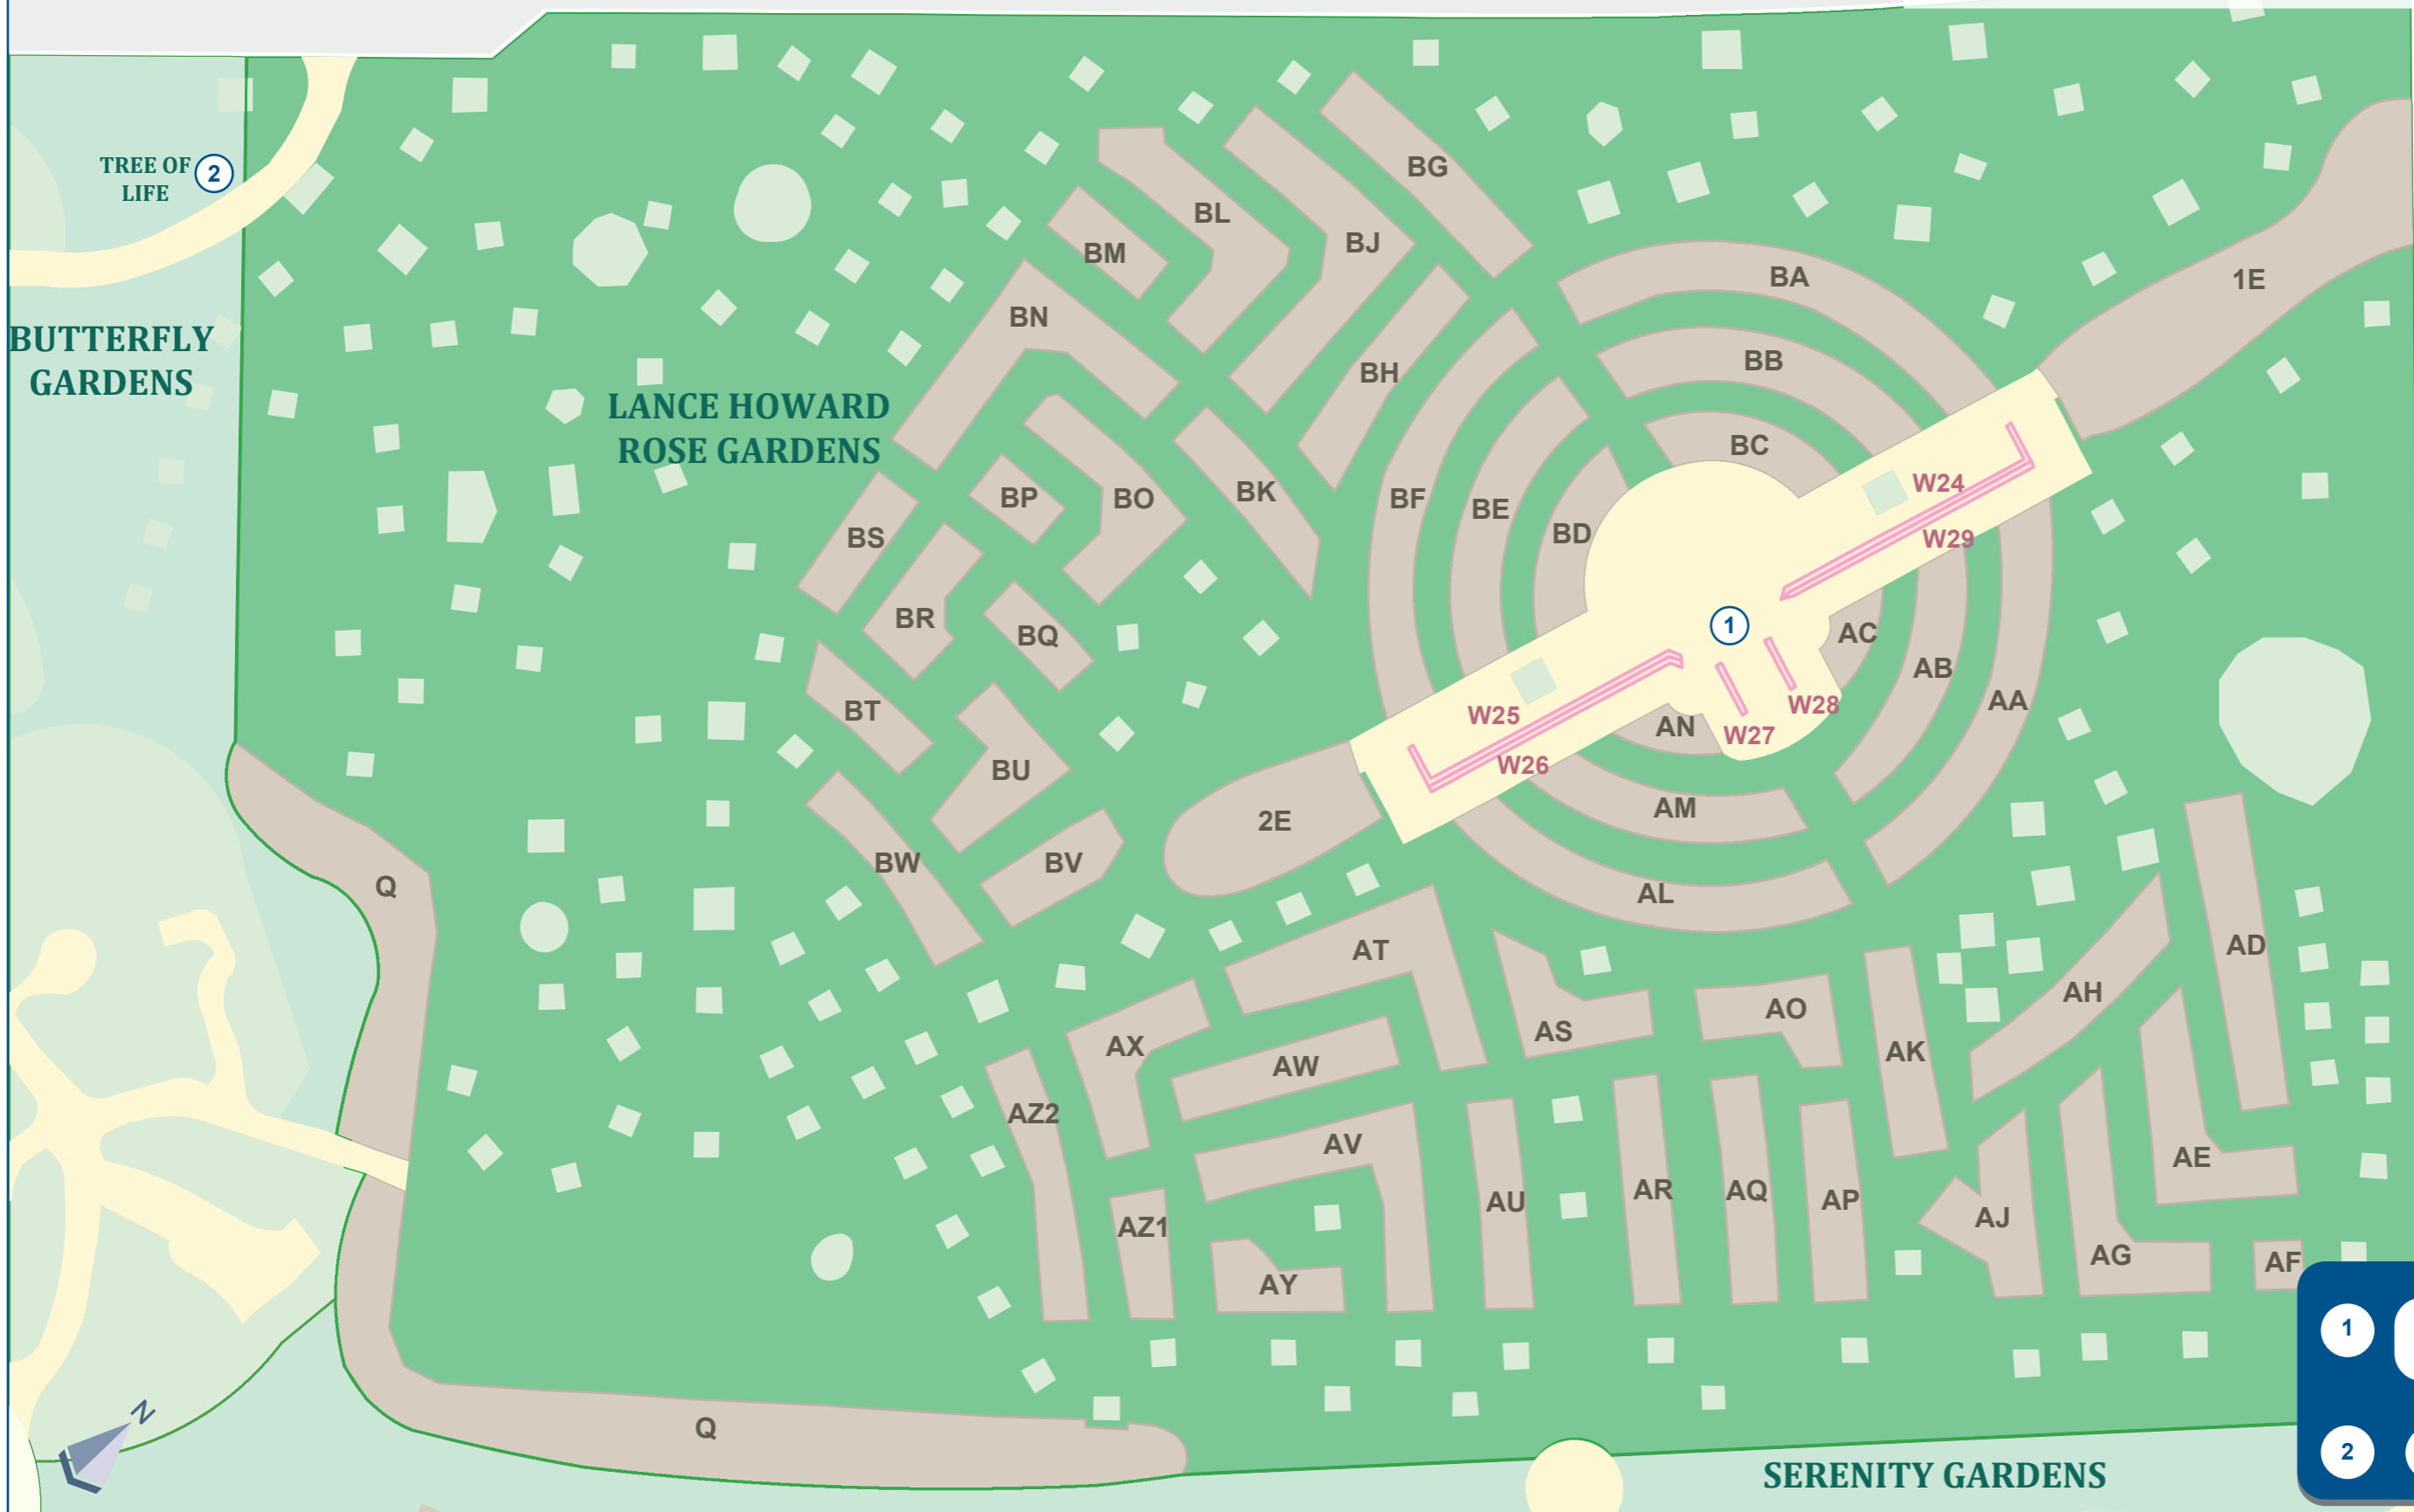 TREE OF
LIFE
2
BUTTERFLY
GARDENS
LANCE HOWARD
ROSE GARDENS
BG
BL
BJ
BM
BN
BA
1E
BB
BH
BC
BP
BO
BK
BF
BE
BD
W24
W29
BS
BR
BQ
1
AC
AB
AA
BT
BU
W25
W26
AN
W27
W28
2E
AM
BW
BV
Q
AL
AT
AD
AH
AS
AO
AK
AX
AW
AZ2
AV
AE
AU
AR
AQ
AP
AJ
AZ1
AY
AG
AF
1
2
N
Q
SERENITY GARDENS